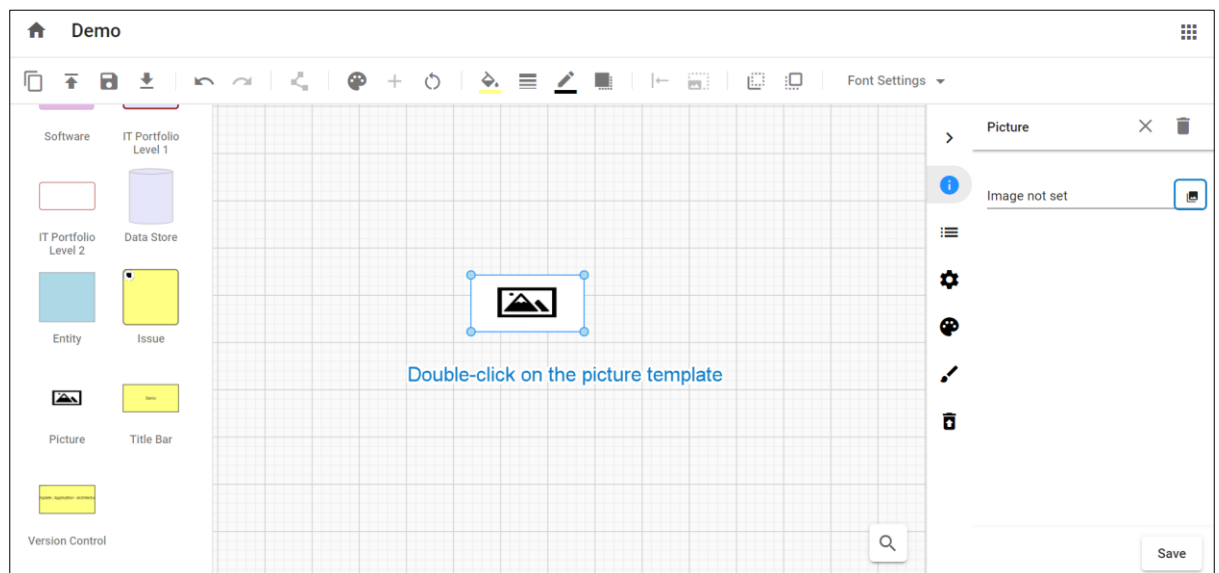 Demo
Font Settings
Software
IT Portfolio
Level 1
IT Portfolio
Level 2
Data Store
Entity
Issue
Picture
Demo
Title Bar
Version Control
Double-click on the picture template
Picture
Image not set
Save